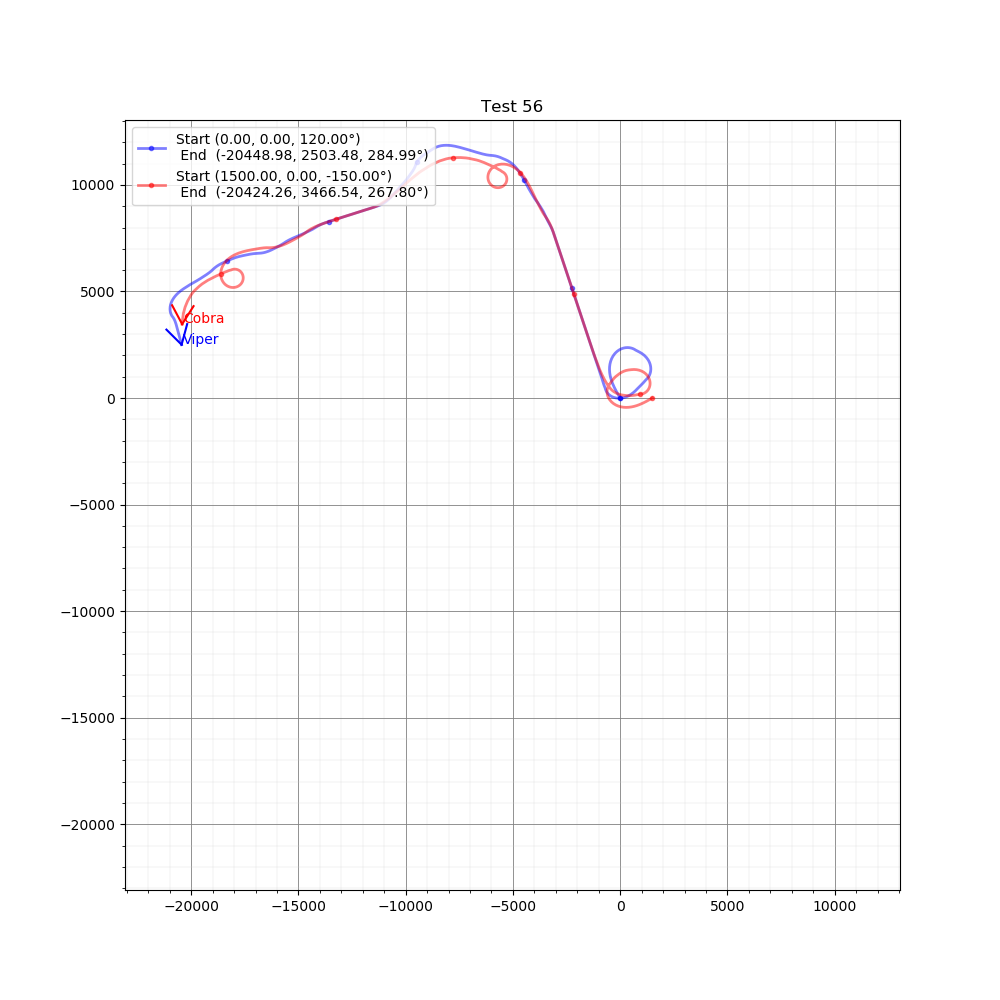 Test 56
Start (0.00, 0.00, 120.00°)
End (-20448.98, 2503.48, 284.99°)
Start (1500.00, 0.00, -150.00°)
End (-20424.26, 3466.54, 267.80°)
10000
5000
Cobra
Viper
0
−5000
−10000
−15000
−20000
−20000 −15000 −10000 −5000 0 5000 10000